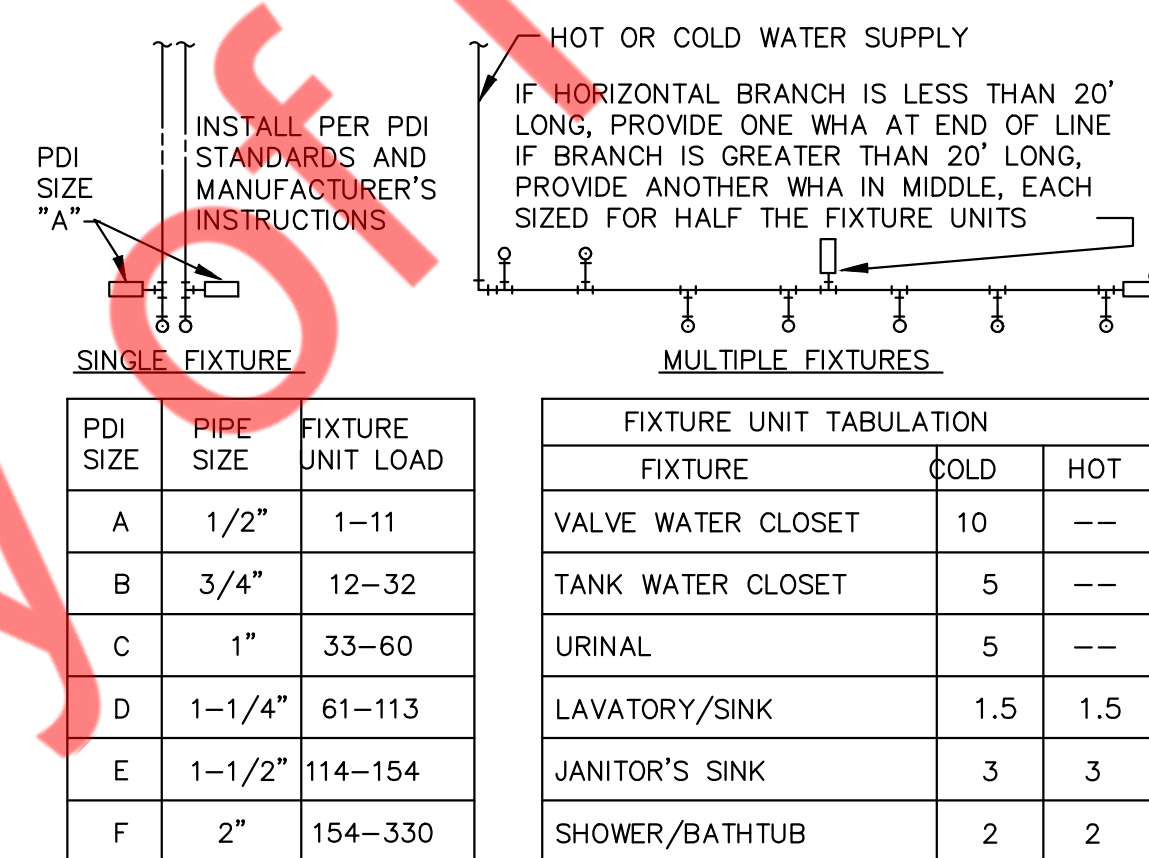 HOT OR COLD WATER SUPPLY
IF HORIZONTAL BRANCH IS LESS THAN 20'
LONG, PROVIDE ONE WHA AT END OF LINE
IF BRANCH IS GREATER THAN 20' LONG,
PROVIDE ANOTHER WHA IN MIDDLE, EACH
SIZED FOR HALF THE FIXTURE UNITS
INSTALL PER PDI
STANDARDS AND
MANUFACTURER'S
INSTRUCTIONS
PDI
SIZE
"A"
SINGLE FIXTURE
MULTIPLE FIXTURES
PDI SIZE PIPE SIZE FIXTURE UNIT LOAD
A 1/2" 1-11
B 3/4" 12-32
C 1" 33-60
D 1-1/4" 61-113
E 1-1/2" 114-154
F 2" 154-330
FIXTURE UNIT TABULATION
FIXTURE COLD HOT
VALVE WATER CLOSET 10 --
TANK WATER CLOSET 5 --
URINAL 5 --
LAVATORY/SINK 1.5 1.5
JANITOR'S SINK 3 3
SHOWER/BATHTUB 2 2
y of